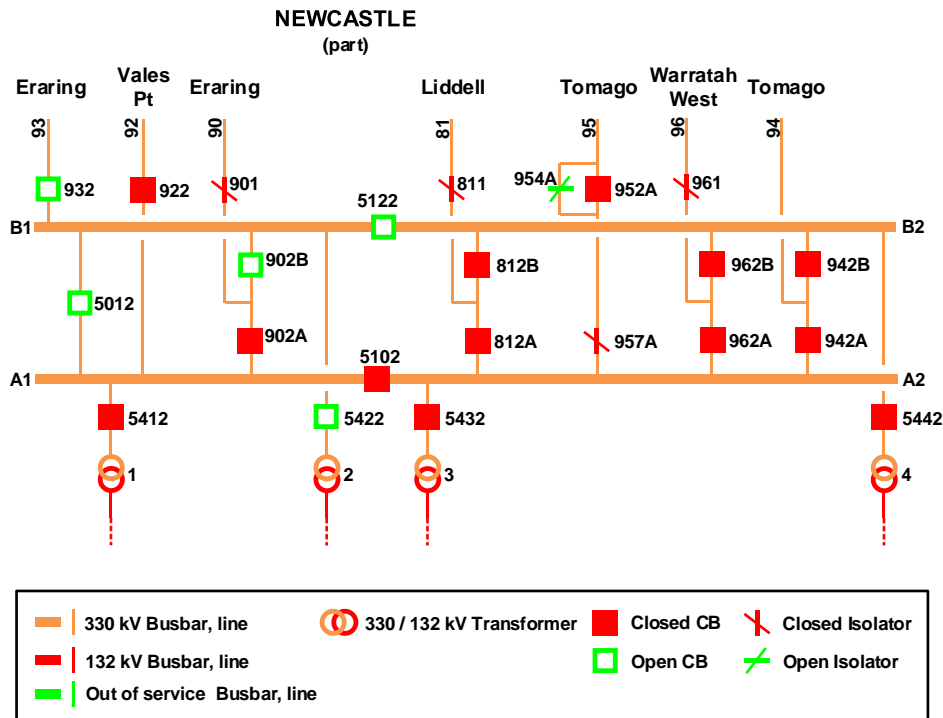 NEWCASTLE
(part)
Eraring
Vales
Pt
Eraring
Liddell
Tomago
Warratah
West
Tomago
93
92
90
81
95
96
94
932
922
901
811
954A
952A
961
5122
B1
B2
902B
812B
962B
942B
5012
902A
812A
957A
962A
942A
5102
A1
A2
5412
5422
5432
5442
1
2
3
4
330 kV Busbar, line
330 / 132 kV Transformer
Closed CB
Closed Isolator
132 kV Busbar, line
Open CB
Open Isolator
Out of service Busbar, line